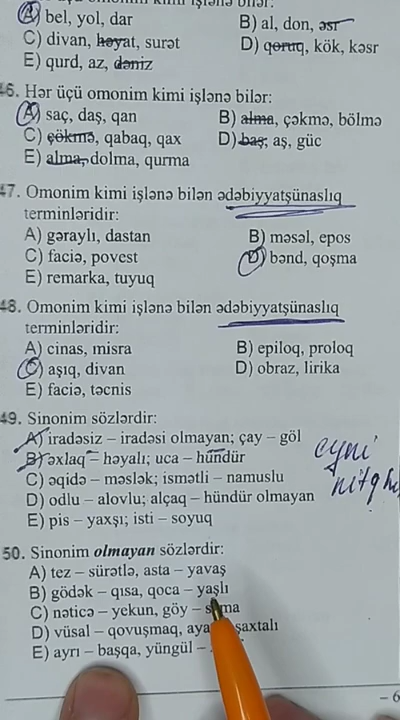 A) bel, yol, dar
B) al, don, əsr
C) divan, həyat, surət
D) qoruq, kök, kəsr
E) qurd, az, dəniz
46. Hər üçü omonim kimi işlənə bilər:
A) saç, daş, qan
B) alma, çəkmə, bölmə
C) çökmə, qabaq, qax
D) baş, aş, güc
E) alma, dolma, qurma
47. Omonim kimi işlənə bilən ədəbiyyatşünaslıq
terminləridir:
A) gəraylı, dastan
B) məsəl, epos
C) faciə, povest
D) bənd, qoşma
E) remarka, tuyuq
48. Omonim kimi işlənə bilən ədəbiyyatşünaslıq
terminləridir:
A) cinas, misra
B) epiloq, proloq
C) aşıq, divan
D) obraz, lirika
E) faciə, təcnis
49. Sinonim sözlərdir:
A) iradəsiz – iradəsi olmayan; çay – göl
B) əxlaq – həyalı; uca – hündür
C) əqidə – məslək; ismətli – namuslu
D) odlu – alovlu; alçaq – hündür olmayan
E) pis – yaxşı; isti – soyuq
eyni
nitq
50. Sinonim olmayan sözlərdir:
A) tez – sürətlə, asta – yavaş
B) gödək – qısa, qoca – yaşlı
C) nəticə – yekun, göy –
D) vüsal – qovuşmaq, şaxtalı
E) ayrı – başqa, yüngül –
– 6